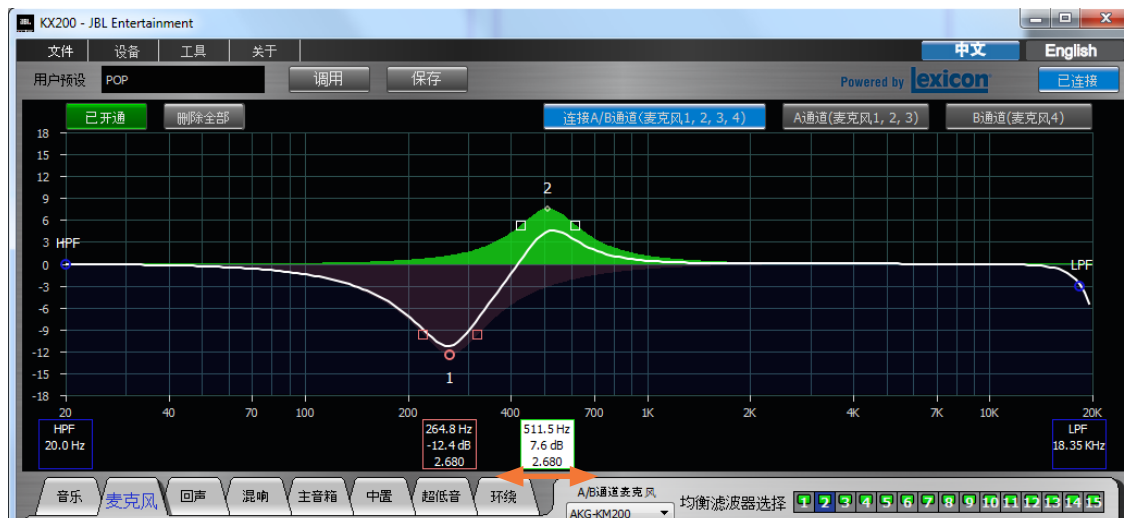 JBL KX200 - JBL Entertainment
文件 设备 工具 关于 中文 English
用户预设 POP 调用 保存 Powered by lexicon 已连接
已开通 删除全部 连接A/B通道(麦克风1, 2, 3, 4) A通道(麦克风1, 2, 3) B通道(麦克风4)
18
15
12
9 2
6
3 HPF
0 LPF
-3
-6
-9
-12
-15 1
-18
20 40 70 100 200 400 700 1K 2K 4K 7K 10K 20K
HPF 264.8 Hz 511.5 Hz LPF
20.0 Hz -12.4 dB 7.6 dB 18.35 KHz
2.680 2.680
音乐 麦克风 回声 混响 主音箱 中置 超低音 环绕 A/B通道麦克风
AKG-KM200 均衡滤波器选择 1 2 3 4 5 6 7 8 9 10 11 12 13 14 15